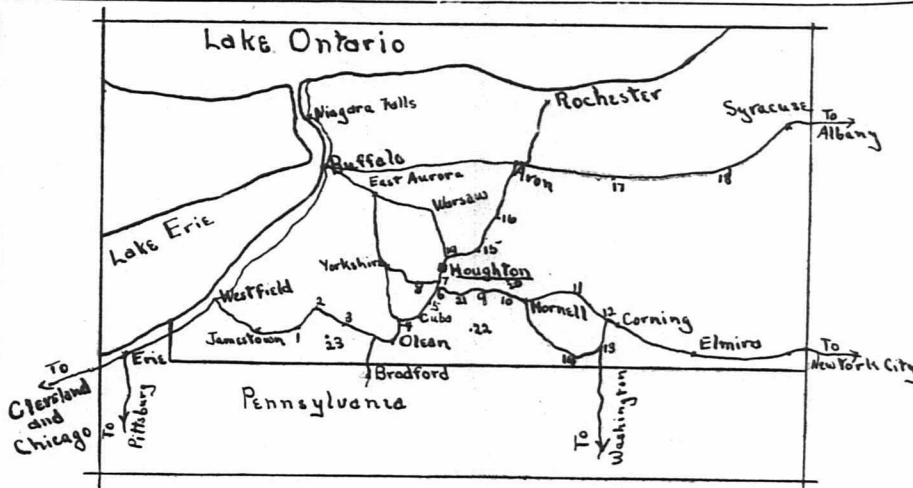 Lake Ontario
Niagara Falls
Rochester
Syracuse
To
Albany
Buffalo
East Aurora
Avon
17
18
Warsaw
16
Lake Erie
19
15
Yorkshire
Houghton
8
7
20
Westfield
6
21
9
10
Hornell
11
2
5
12
Corning
3
4
Cuba
22
Jamestown
1
23
Olean
13
Elmira
To
New York City
14
Erie
Bradford
To
Cleveland
and
Chicago
To
Pittsburg
Pennsylvania
To
Washington